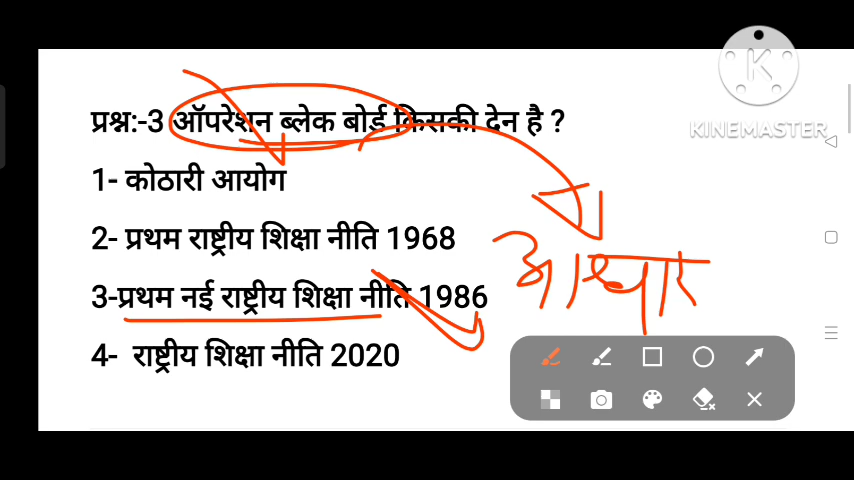 KINEMASTER
प्रश्न:-3 ऑपरेशन ब्लेक बोर्ड किसकी देन है ?
1- कोठारी आयोग
2- प्रथम राष्ट्रीय शिक्षा नीति 1968
आधार
3-प्रथम नई राष्ट्रीय शिक्षा नीति 1986
4- राष्ट्रीय शिक्षा नीति 2020